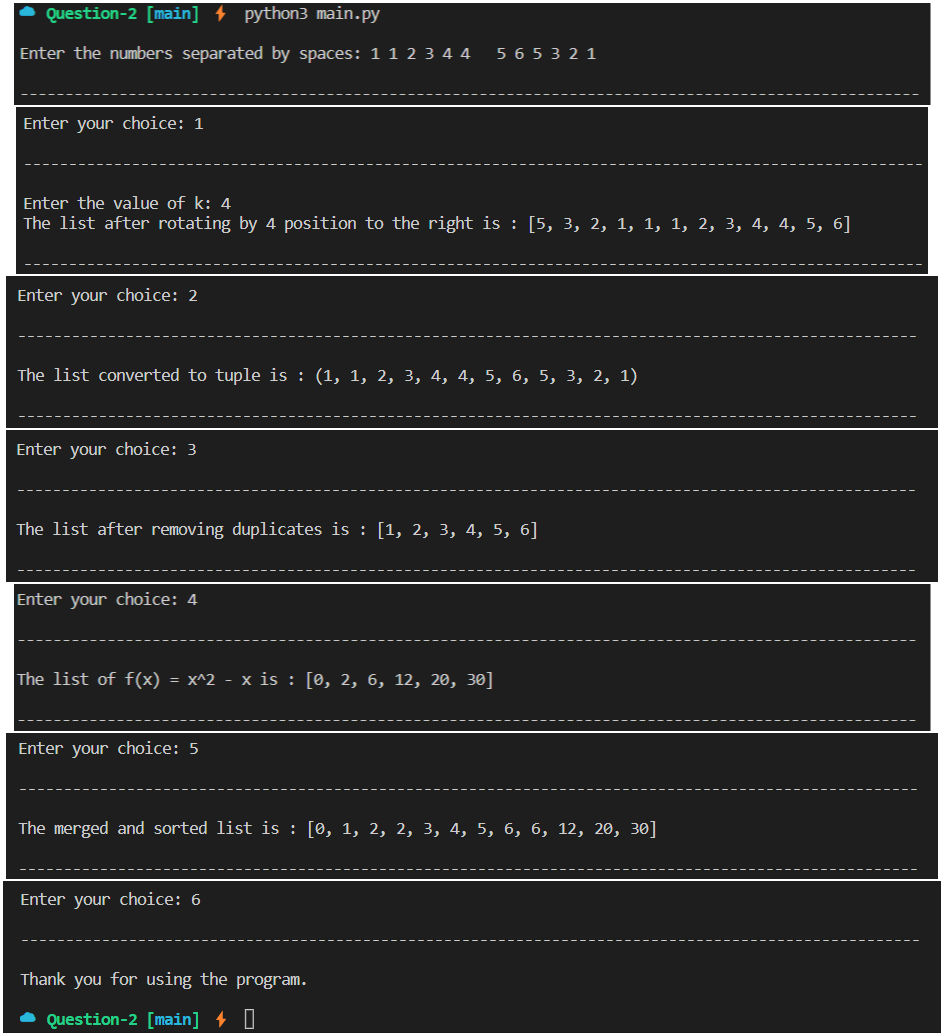 Question-2 [main] python3 main.py
Enter the numbers separated by spaces: 1 1 2 3 4 4   5 6 5 3 2 1
----------------------------------------------------------------------------------------------------
Enter your choice: 1
----------------------------------------------------------------------------------------------------
Enter the value of k: 4
The list after rotating by 4 position to the right is : [5, 3, 2, 1, 1, 1, 2, 3, 4, 4, 5, 6]
----------------------------------------------------------------------------------------------------
Enter your choice: 2
----------------------------------------------------------------------------------------------------
The list converted to tuple is : (1, 1, 2, 3, 4, 4, 5, 6, 5, 3, 2, 1)
----------------------------------------------------------------------------------------------------
Enter your choice: 3
----------------------------------------------------------------------------------------------------
The list after removing duplicates is : [1, 2, 3, 4, 5, 6]
----------------------------------------------------------------------------------------------------
Enter your choice: 4
----------------------------------------------------------------------------------------------------
The list of f(x) = x^2 - x is : [0, 2, 6, 12, 20, 30]
----------------------------------------------------------------------------------------------------
Enter your choice: 5
----------------------------------------------------------------------------------------------------
The merged and sorted list is : [0, 1, 2, 2, 3, 4, 5, 6, 6, 12, 20, 30]
----------------------------------------------------------------------------------------------------
Enter your choice: 6
----------------------------------------------------------------------------------------------------
Thank you for using the program.
Question-2 [main]